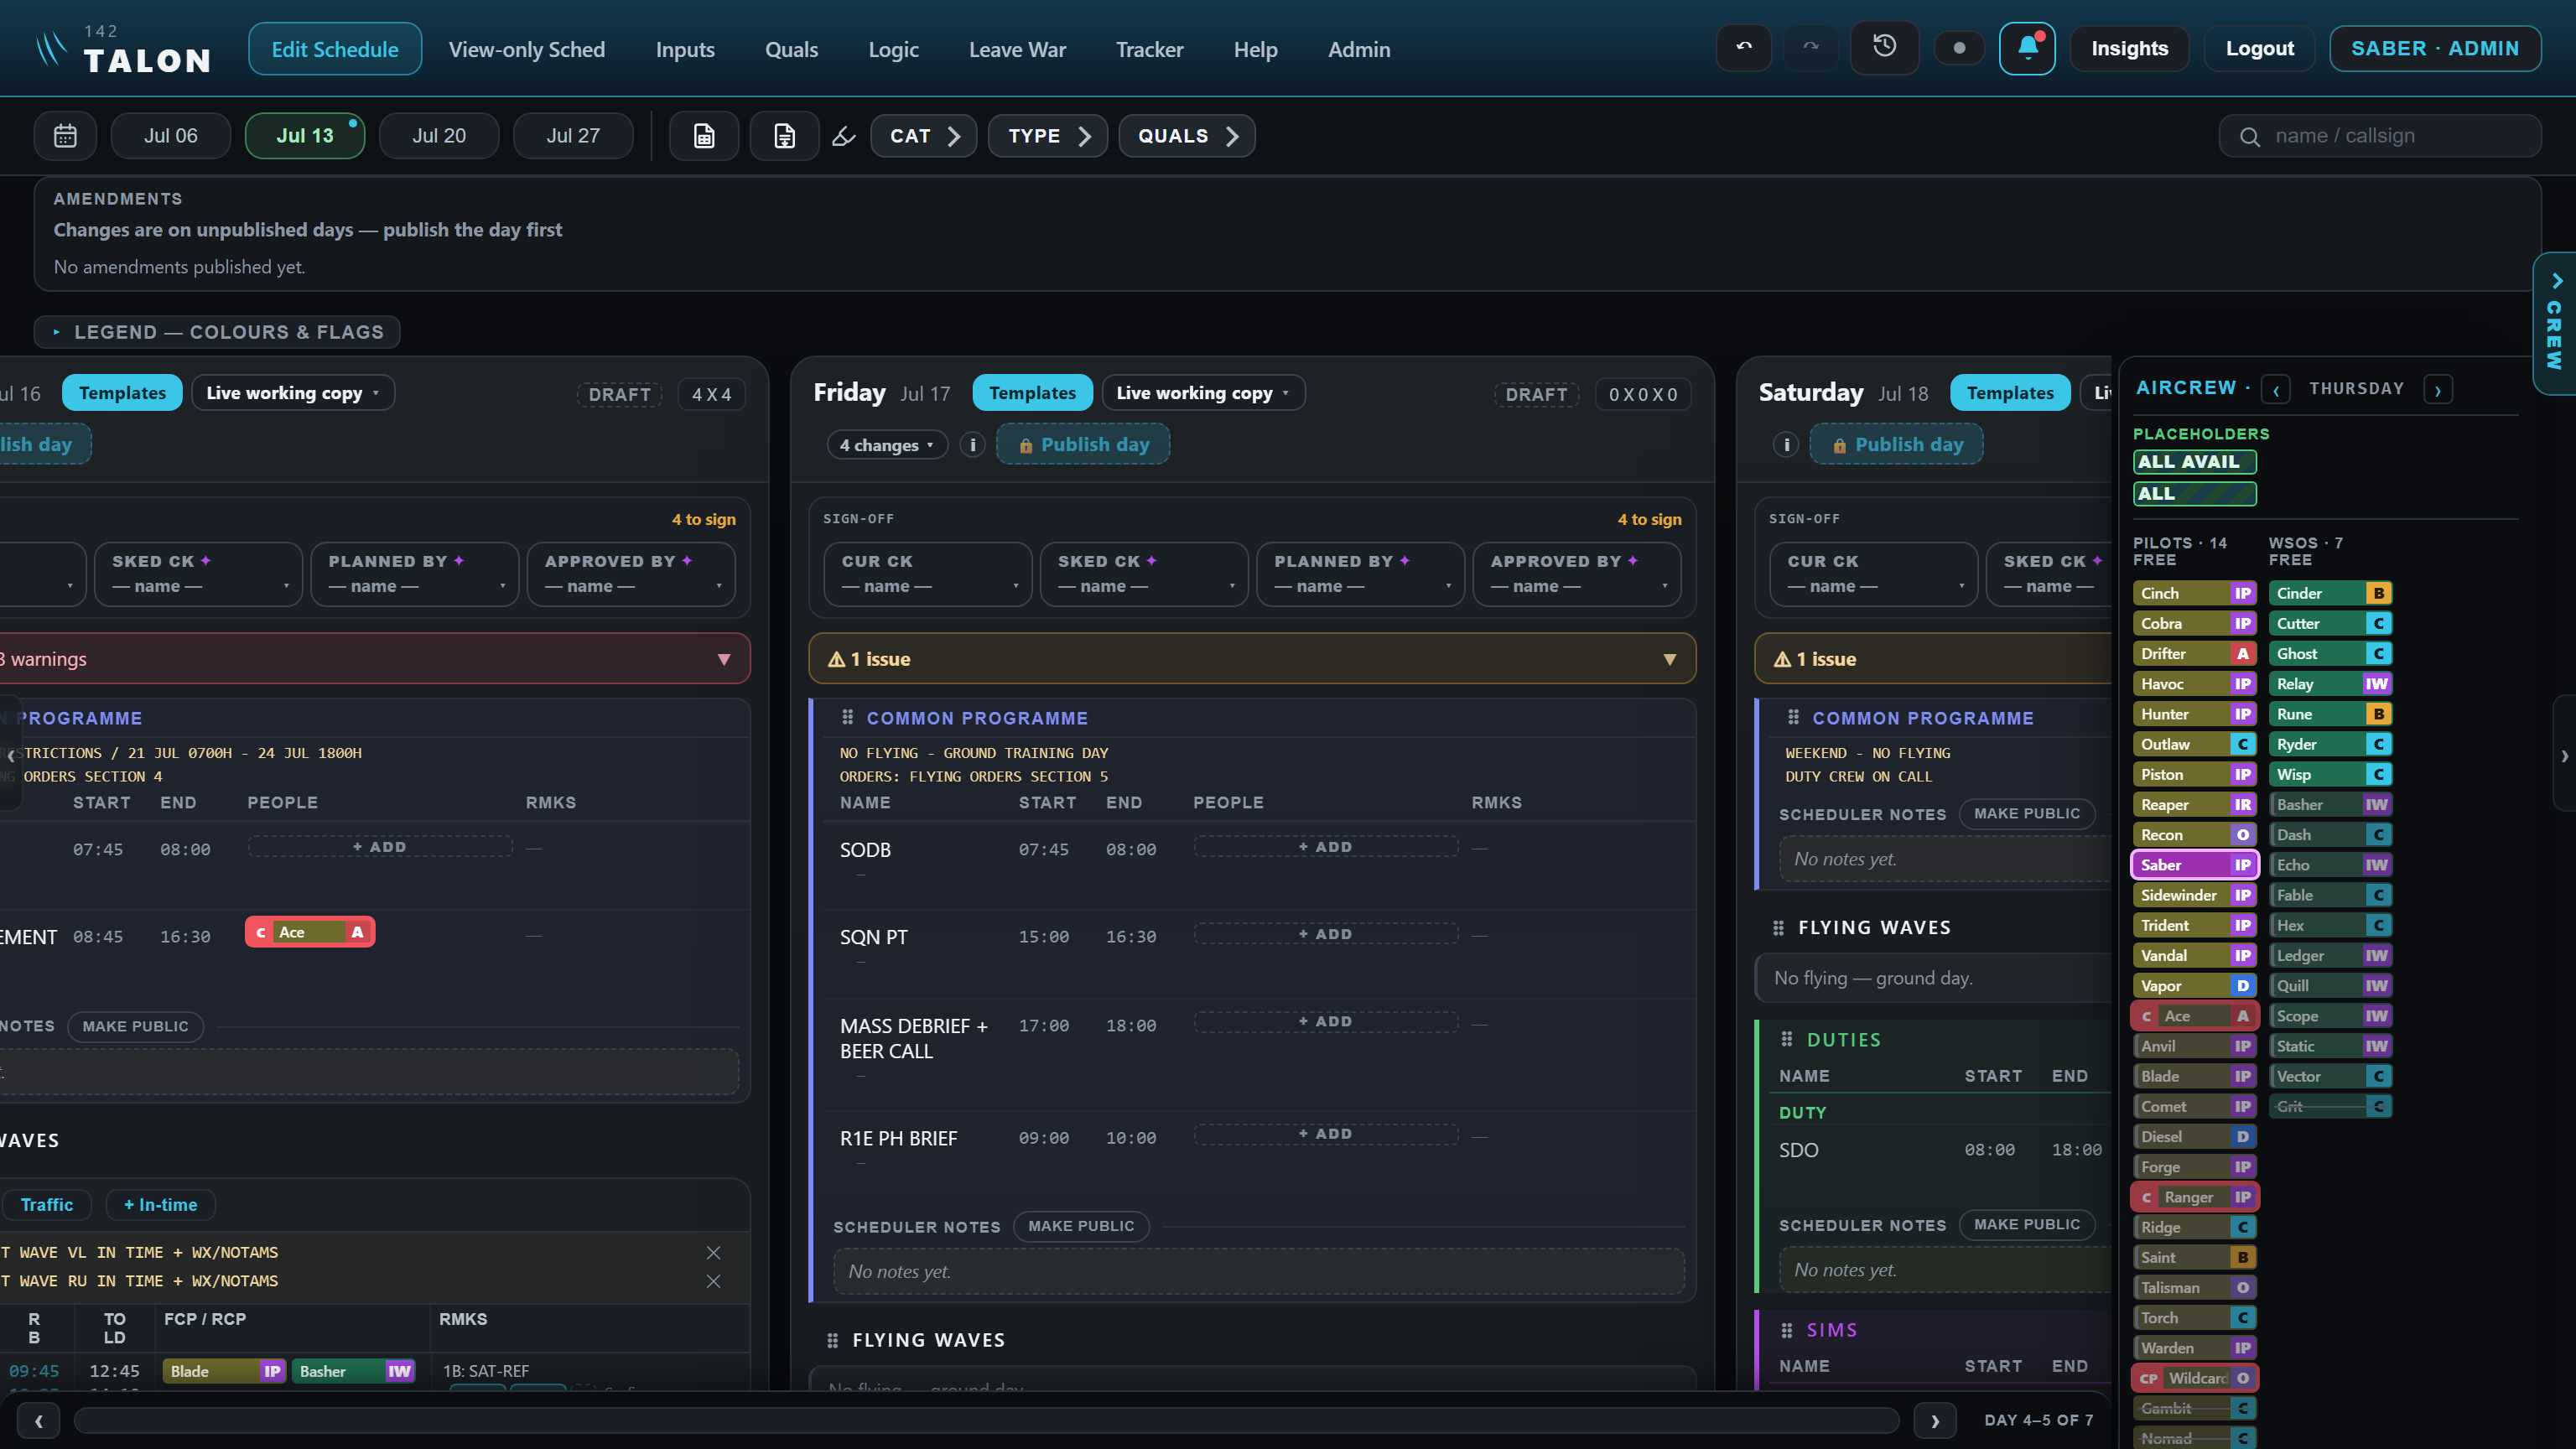 142
TALON
Edit Schedule
View-only Sched
Inputs
Quals
Logic
Leave War
Tracker
Help
Admin
Insights
Logout
SABER · ADMIN
Jul 06
Jul 13
Jul 20
Jul 27
CAT
TYPE
QUALS
name / callsign
AMENDMENTS
Changes are on unpublished days — publish the day first
No amendments published yet.
LEGEND — COLOURS & FLAGS
CREW
ul 16
Templates
Live working copy
DRAFT
4 X 4
lish day
4 to sign
SKED CK ✦
— name —
PLANNED BY ✦
— name —
APPROVED BY ✦
— name —
3 warnings
PROGRAMME
RESTRICTIONS / 21 JUL 0700H - 24 JUL 1800H
ORDERS SECTION 4
START END PEOPLE RMKS
07:45 08:00 + ADD —
EMENT 08:45 16:30 C Ace A —
NOTES
MAKE PUBLIC
WAVES
Traffic
+ In-time
T WAVE VL IN TIME + WX/NOTAMS
T WAVE RU IN TIME + WX/NOTAMS
R
B
TO
LD
FCP / RCP
RMKS
09:45 12:45 Blade IP Basher IW 1B: SAT-REF
Friday Jul 17
Templates
Live working copy
DRAFT
0 X 0 X 0
4 changes
i
Publish day
SIGN-OFF
4 to sign
CUR CK
— name —
SKED CK ✦
— name —
PLANNED BY ✦
— name —
APPROVED BY ✦
— name —
1 issue
COMMON PROGRAMME
NO FLYING - GROUND TRAINING DAY
ORDERS: FLYING ORDERS SECTION 5
NAME START END PEOPLE RMKS
SODB 07:45 08:00 + ADD —
—
SQN PT 15:00 16:30 + ADD —
—
MASS DEBRIEF + 17:00 18:00 + ADD —
BEER CALL
—
R1E PH BRIEF 09:00 10:00 + ADD —
—
SCHEDULER NOTES
MAKE PUBLIC
No notes yet.
FLYING WAVES
No flying — ground day.
Saturday Jul 18
Templates
Li
i
Publish day
SIGN-OFF
CUR CK
— name —
SKED CK ✦
— name —
1 issue
COMMON PROGRAMME
WEEKEND - NO FLYING
DUTY CREW ON CALL
SCHEDULER NOTES
MAKE PUBLIC
No notes yet.
FLYING WAVES
No flying — ground day.
DUTIES
NAME START END
DUTY
SDO 08:00 18:00
SCHEDULER NOTES
MAKE PUBLIC
No notes yet.
SIMS
NAME START END
AIRCREW ·
THURSDAY
PLACEHOLDERS
ALL AVAIL
ALL
PILOTS · 14
FREE
Cinch IP
Cobra IP
Drifter A
Havoc IP
Hunter IP
Outlaw C
Piston IP
Reaper IR
Recon O
Saber IP
Sidewinder IP
Trident IP
Vandal IP
Vapor D
C Ace A
Anvil IP
Blade IP
Comet IP
Diesel D
Forge IP
C Ranger IP
Ridge C
Saint B
Talisman O
Torch C
Warden IP
CP Wildcard O
Gambit C
Nomad C
WSOS · 7
FREE
Cinder B
Cutter C
Ghost C
Relay IW
Rune B
Ryder C
Wisp C
Basher IW
Dash C
Echo IW
Fable C
Hex C
Ledger IW
Quill IW
Scope IW
Static IW
Vector C
Grit C
DAY 4–5 OF 7